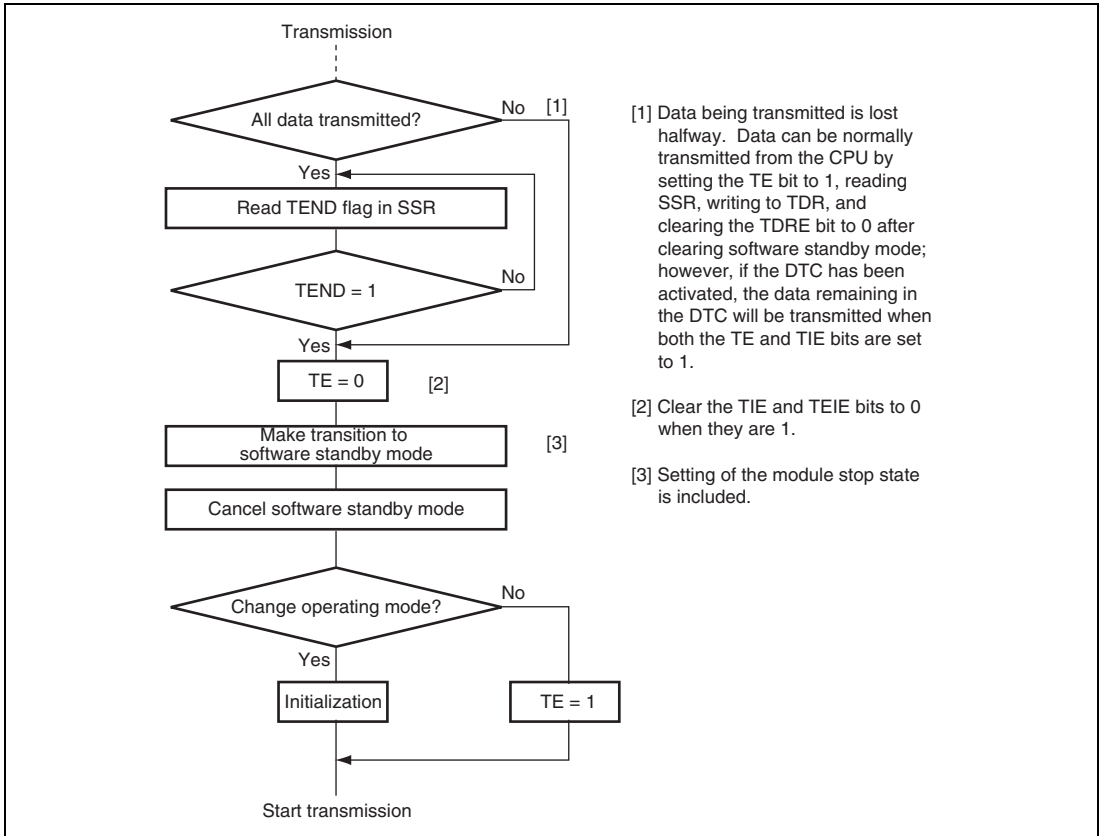 Transmission
All data transmitted?
No
[1]
Yes
Read TEND flag in SSR
TEND = 1
No
Yes
TE = 0
[2]
Make transition to
software standby mode
[3]
Cancel software standby mode
Change operating mode?
No
Yes
Initialization
TE = 1
Start transmission
[1] Data being transmitted is lost
halfway. Data can be normally
transmitted from the CPU by
setting the TE bit to 1, reading
SSR, writing to TDR, and
clearing the TDRE bit to 0 after
clearing software standby mode;
however, if the DTC has been
activated, the data remaining in
the DTC will be transmitted when
both the TE and TIE bits are set
to 1.
[2] Clear the TIE and TEIE bits to 0
when they are 1.
[3] Setting of the module stop state
is included.